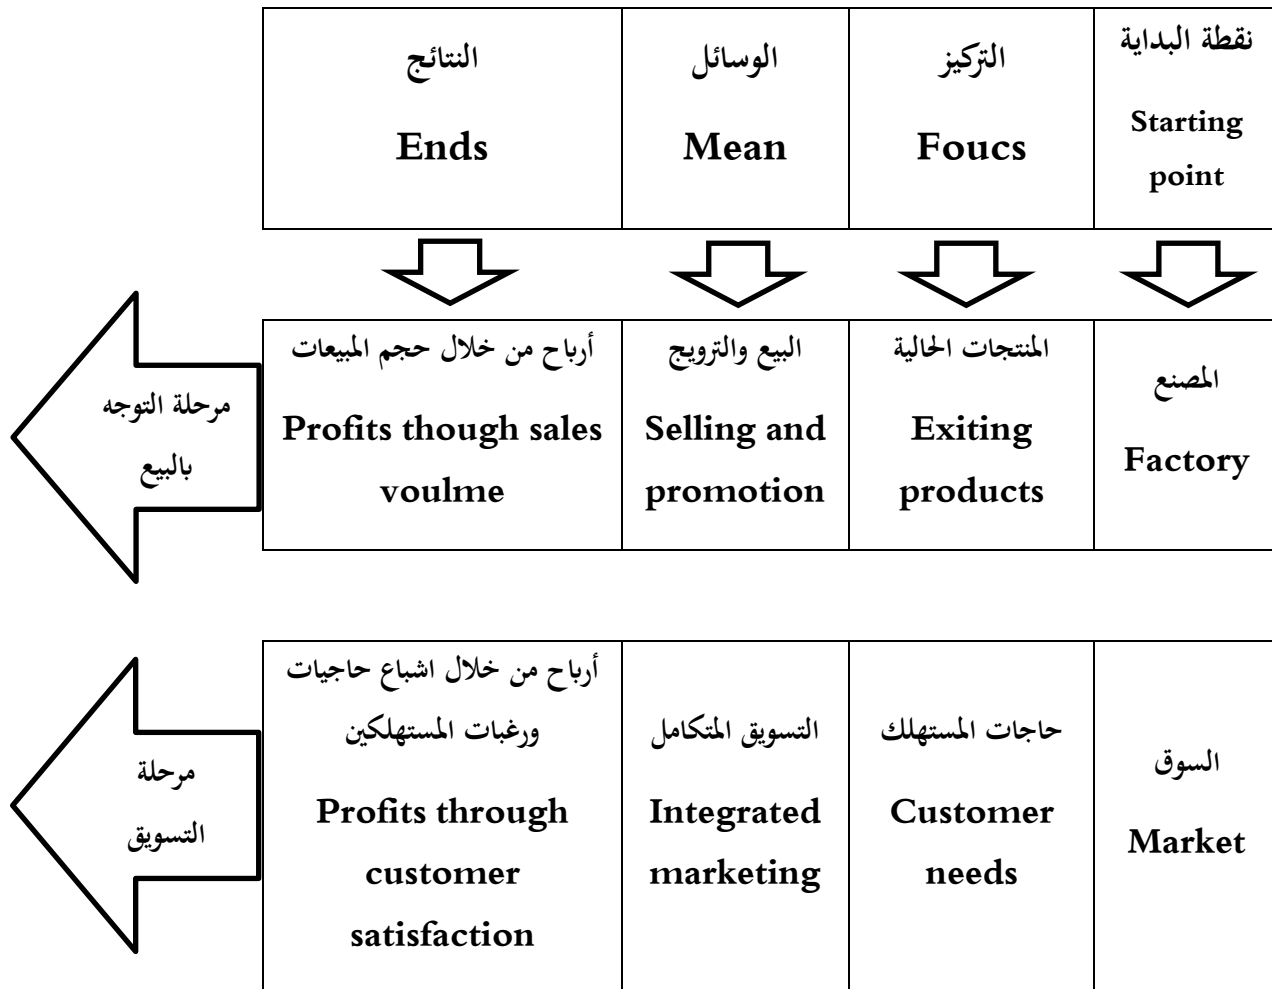 نقطة البداية
Starting
point
التركيز
Foucs
الوسائل
Mean
النتائج
Ends
المصنع
Factory
المنتجات الحالية
Exiting
products
البيع والترويج
Selling and
promotion
أرباح من خلال حجم المبيعات
Profits though sales
voulme
مرحلة التوجه
بالبيع
السوق
Market
حاجات المستهلك
Customer
needs
التسويق المتكامل
Integrated
marketing
أرباح من خلال اشباع حاجيات
ورغبات المستهلكين
Profits through
customer
satisfaction
مرحلة
التسويق